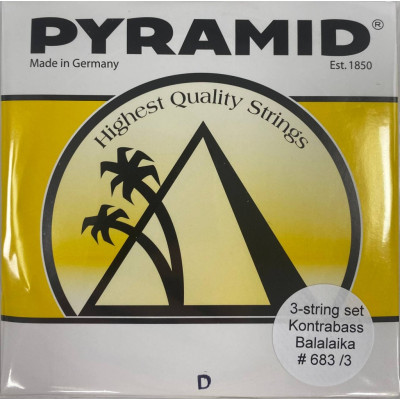 PYRAMID®
Made in Germany Est. 1850
Highest Quality Strings
3-string set
Kontrabass
Balalaika
# 683 /3
D